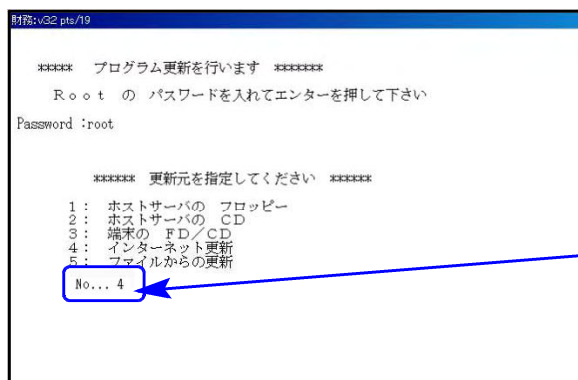 財務:v32 pts/19
***** プログラム更新を行います *******
Root の パスワードを入れてエンターを押して下さい
Password :root
****** 更新元を指定してください ******
1: ホストサーバの フロッピー
2: ホストサーバの CD
3: 端末の FD/CD
4: インターネット更新
5: ファイルからの更新
No... 4